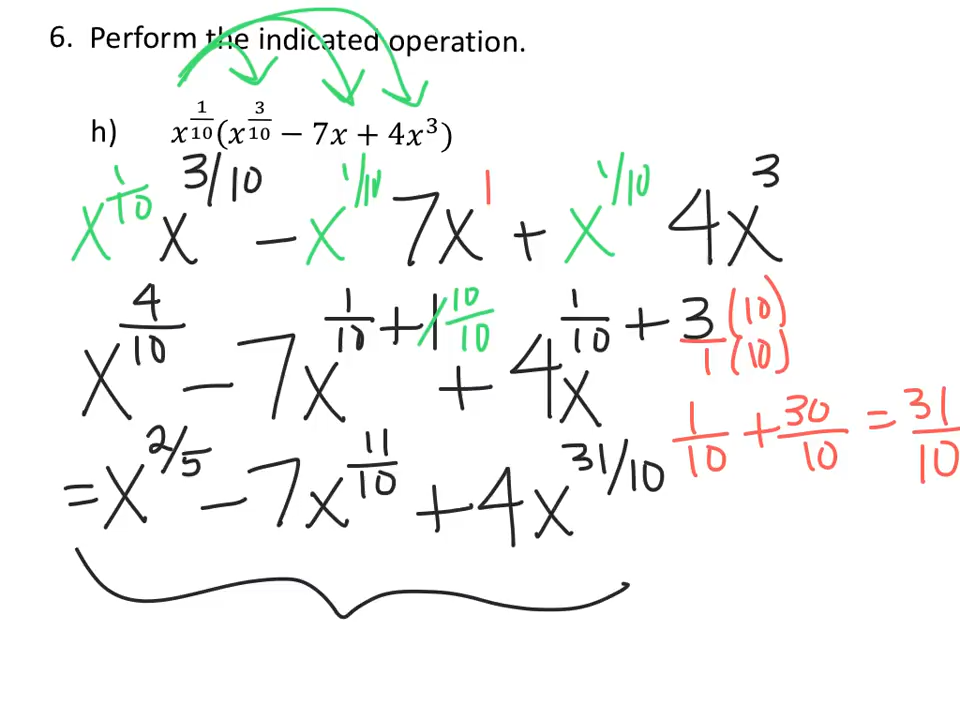 6. Perform the indicated operation.
h) x^{1/10}(x^{3/10} − 7x + 4x³)
x^{1/10} x^{3/10} − x^{1/10} 7x^{1} + x^{1/10} 4x^{3}
x^{4/10} − 7x^{1/10 + 1 10/10} + 4x^{1/10 + 3(10)/1(10)}
1/10 + 30/10 = 31/10
= x^{2/5} − 7x^{11/10} + 4x^{31/10}